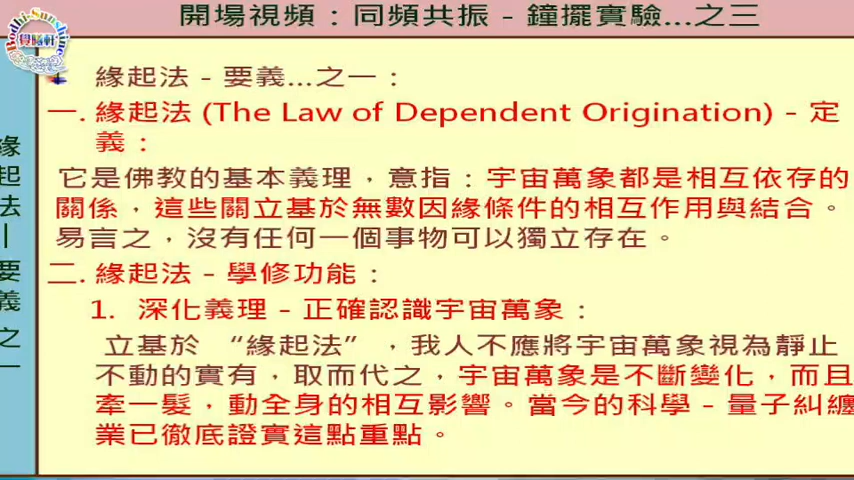 開場視頻：同頻共振 - 鐘擺實驗...之三
Bodhi-Sunshine
覺曦軒
緣起法 - 要義...之一：
一. 緣起法 (The Law of Dependent Origination) - 定
義：
它是佛教的基本義理，意指：宇宙萬象都是相互依存的
關係，這些關立基於無數因緣條件的相互作用與結合。
易言之，沒有任何一個事物可以獨立存在。
二. 緣起法 - 學修功能：
1. 深化義理 - 正確認識宇宙萬象：
立基於 “緣起法” ，我人不應將宇宙萬象視為靜止
不動的實有，取而代之，宇宙萬象是不斷變化，而且
牽一髮，動全身的相互影響。當今的科學 - 量子糾纏
業已徹底證實這點重點。
緣起法 | 要義之一